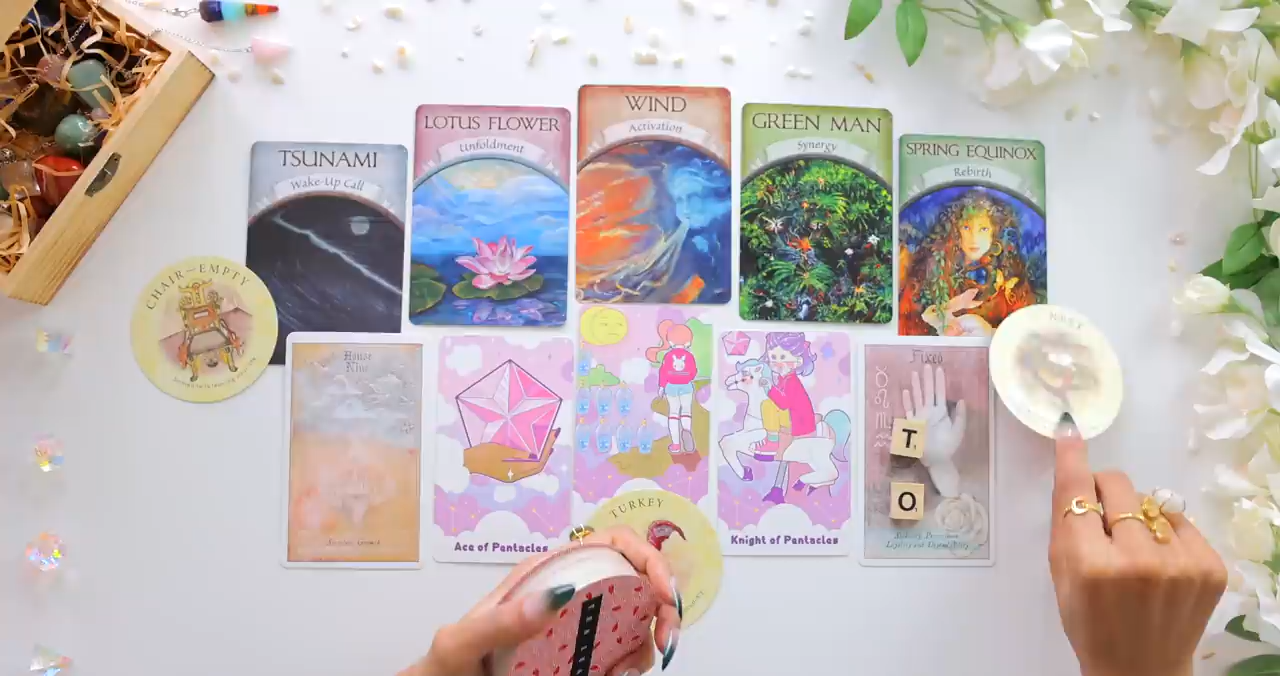 TSUNAMI
Wake-Up Call
LOTUS FLOWER
Unfoldment
WIND
Activation
GREEN MAN
Synergy
SPRING EQUINOX
Rebirth
CHAIR—EMPTY
House
Nine
Ace of Pentacles
TURKEY
Knight of Pentacles
Fixed
T
O